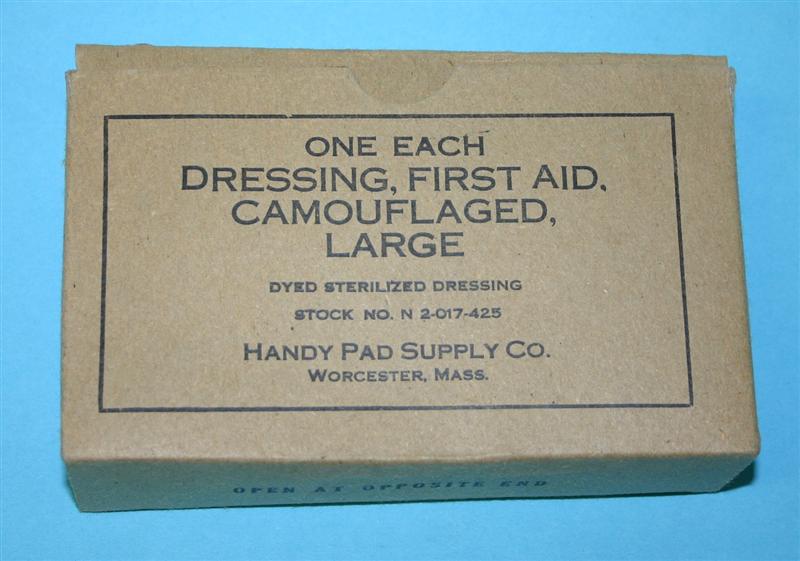 ONE EACH
DRESSING, FIRST AID,
CAMOUFLAGED,
LARGE
DYED STERILIZED DRESSING
STOCK NO. N 2-017-425
HANDY PAD SUPPLY CO.
WORCESTER, MASS.
OPEN AT OPPOSITE END